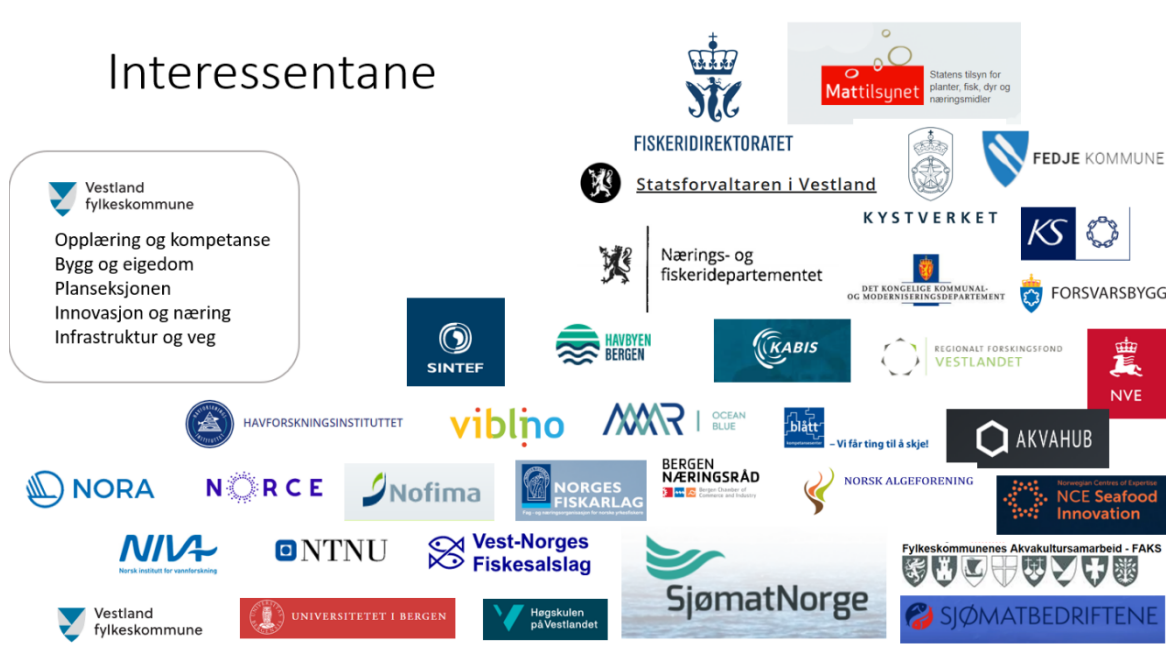 Interessentane
Vestland
fylkeskommune
Opplæring og kompetanse
Bygg og eigedom
Planseksjonen
Innovasjon og næring
Infrastruktur og veg
FISKERIDIREKTORATET
Mattilsynet
Statens tilsyn for
planter, fisk, dyr og
næringsmidler
Statsforvaltaren i Vestland
KYSTVERKET
FEDJE KOMMUNE
KS
Nærings- og
fiskeridepartementet
DET KONGELIGE KOMMUNAL-
OG MODERNISERINGSDEPARTEMENT
FORSVARSBYGG
SINTEF
HAVBYEN
BERGEN
KABIS
REGIONALT FORSKINGSFOND
VESTLANDET
NVE
HAVFORSKNINGSINSTITUTTET
viblino
OCEAN
BLUE
blått
kompetansesenter
– Vi får ting til å skje!
AKVAHUB
NORA
NORCE
Nofima
NORGES
FISKARLAG
BERGEN
NÆRINGSRÅD
Bergen Chamber of
Commerce and Industry
NORSK ALGEFORENING
Norwegian Centres of Expertise
NCE Seafood
Innovation
NIVA
Norsk institutt for vannforskning
NTNU
Vest-Norges
Fiskesalslag
SjømatNorge
Fylkeskommunenes Akvakultursamarbeid - FAKS
Vestland
fylkeskommune
UNIVERSITETET I BERGEN
Høgskulen
på Vestlandet
SJØMATBEDRIFTENE